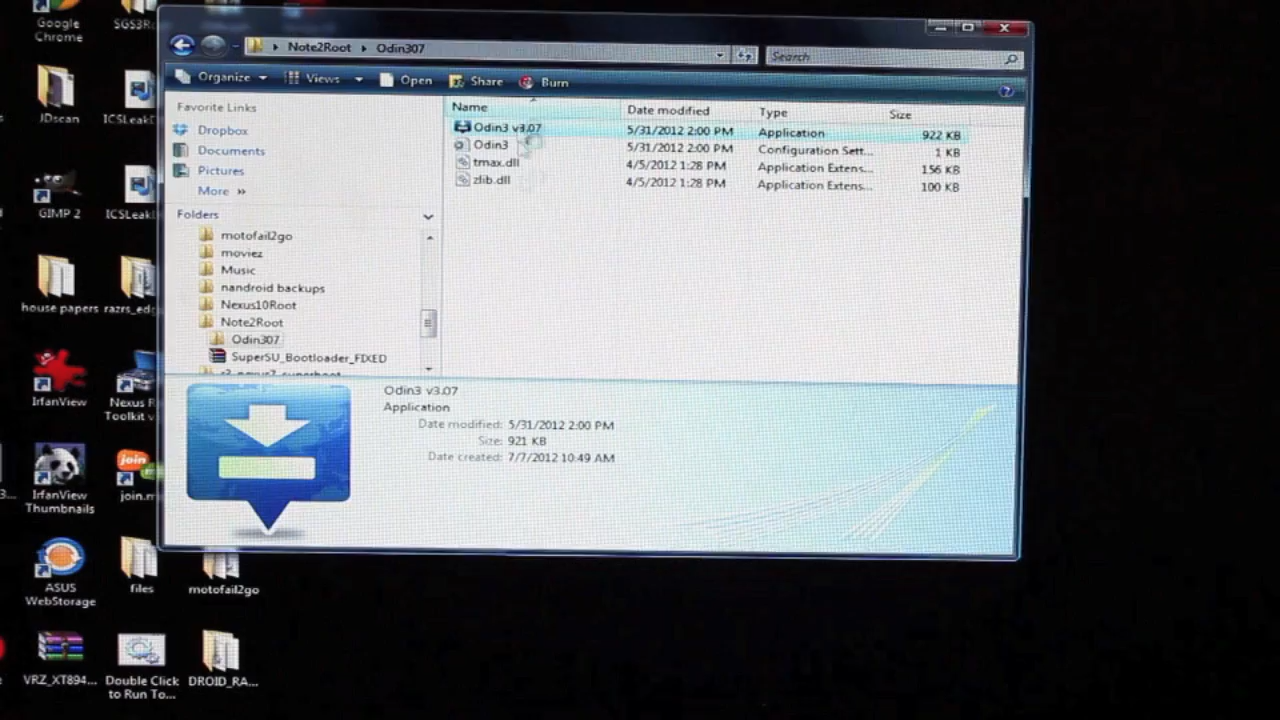 Google
Chrome
SGS3R
Note2Root
Odin307
Search
Organize
Views
Open
Share
Burn
JDscan
ICSLeak
Favorite Links
Dropbox
Documents
Pictures
More »
Folders
Name
Date modified
Type
Size
Odin3 v3.07
5/31/2012 2:00 PM
Application
922 KB
Odin3
5/31/2012 2:00 PM
Configuration Sett...
1 KB
tmax.dll
4/5/2012 1:28 PM
Application Extens...
156 KB
zlib.dll
4/5/2012 1:28 PM
Application Extens...
100 KB
GIMP 2
ICSLeak
motofail2go
moviez
Music
nandroid backups
Nexus10Root
Note2Root
Odin307
SuperSU_Bootloader_FIXED
house papers
razrs_ed
IrfanView
Nexus R
Toolkit v
Odin3 v3.07
Application
Date modified: 5/31/2012 2:00 PM
Size: 921 KB
Date created: 7/7/2012 10:49 AM
join
IrfanView
Thumbnails
join.m
ASUS
WebStorage
files
motofail2go
VRZ_XT894...
Double Click
to Run To...
DROID_RA...